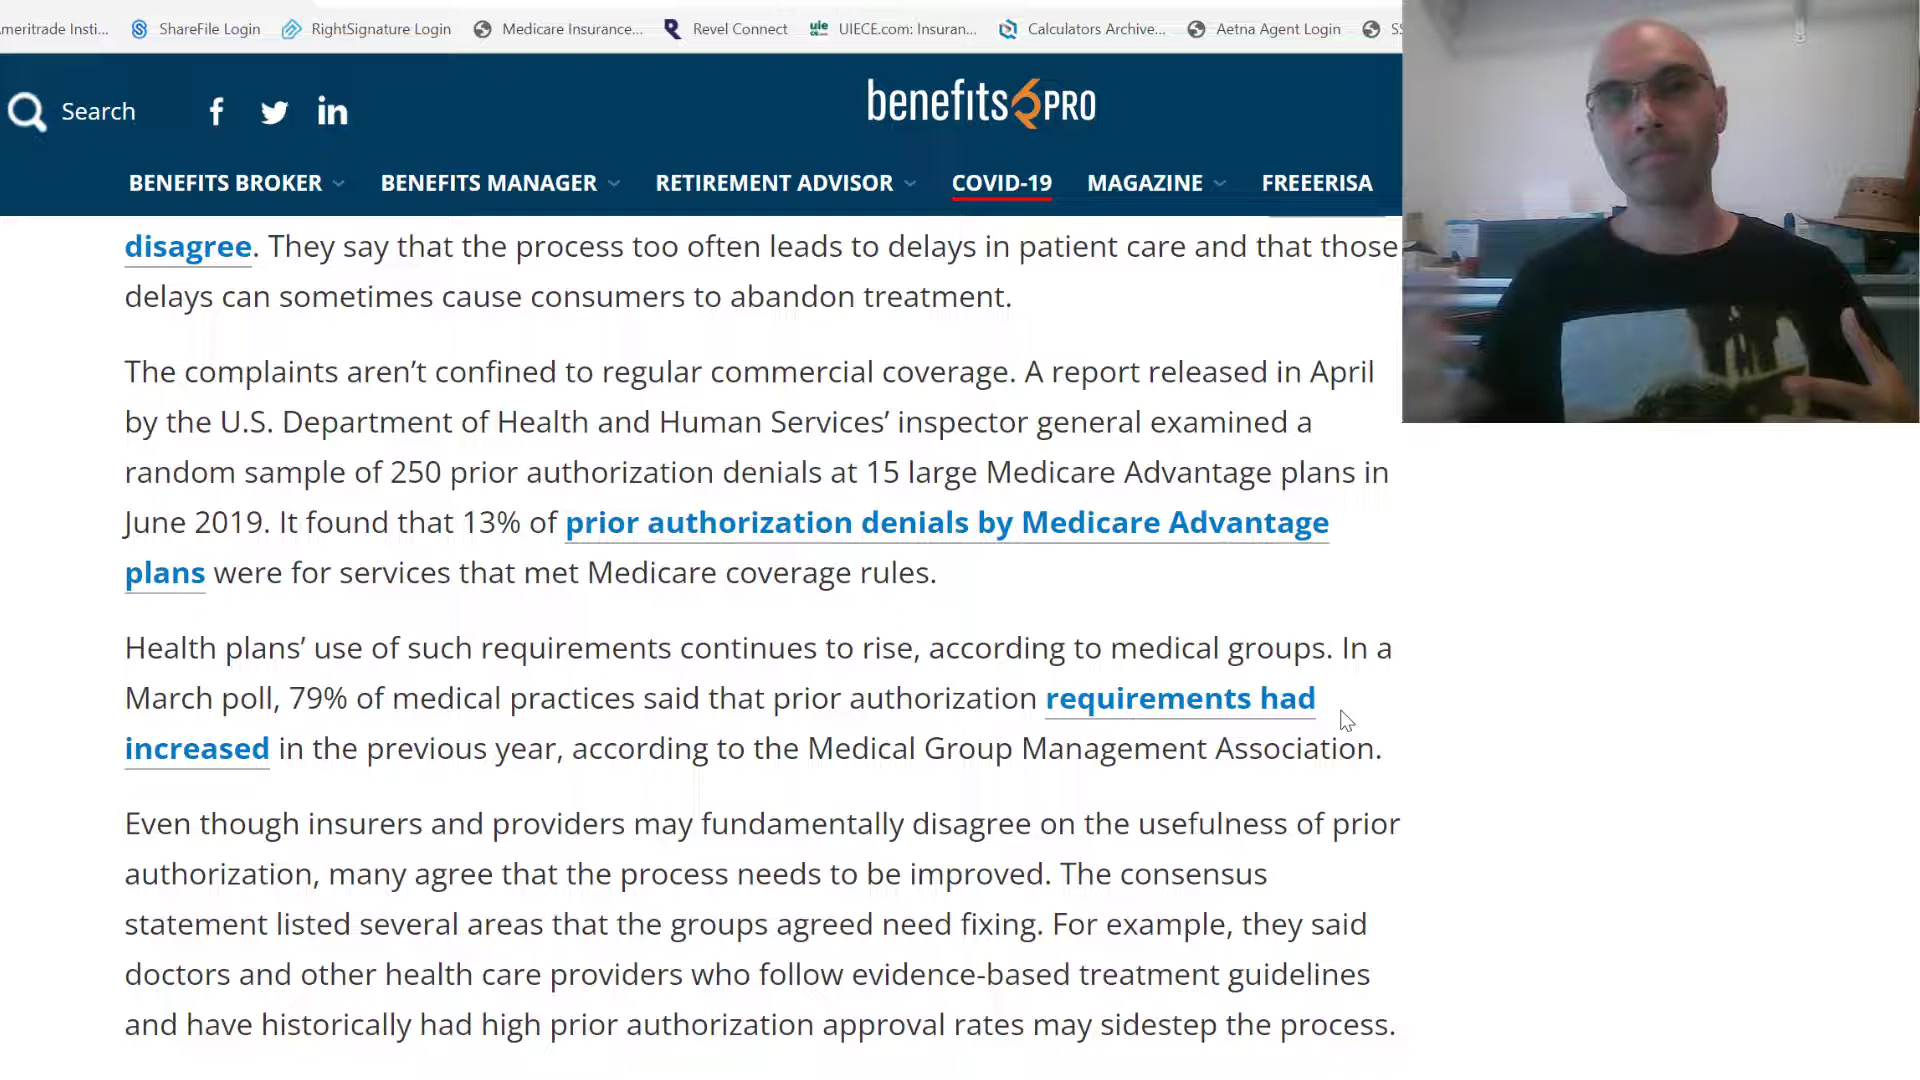 meritrade Insti...
ShareFile Login
RightSignature Login
Medicare Insurance...
Revel Connect
UIECE.com: Insuran...
Calculators Archive...
Aetna Agent Login
Search
benefitsPRO
BENEFITS BROKER
BENEFITS MANAGER
RETIREMENT ADVISOR
COVID-19
MAGAZINE
FREEERISA
disagree. They say that the process too often leads to delays in patient care and that those
delays can sometimes cause consumers to abandon treatment.
The complaints aren’t confined to regular commercial coverage. A report released in April
by the U.S. Department of Health and Human Services’ inspector general examined a
random sample of 250 prior authorization denials at 15 large Medicare Advantage plans in
June 2019. It found that 13% of prior authorization denials by Medicare Advantage
plans were for services that met Medicare coverage rules.
Health plans’ use of such requirements continues to rise, according to medical groups. In a
March poll, 79% of medical practices said that prior authorization requirements had
increased in the previous year, according to the Medical Group Management Association.
Even though insurers and providers may fundamentally disagree on the usefulness of prior
authorization, many agree that the process needs to be improved. The consensus
statement listed several areas that the groups agreed need fixing. For example, they said
doctors and other health care providers who follow evidence-based treatment guidelines
and have historically had high prior authorization approval rates may sidestep the process.